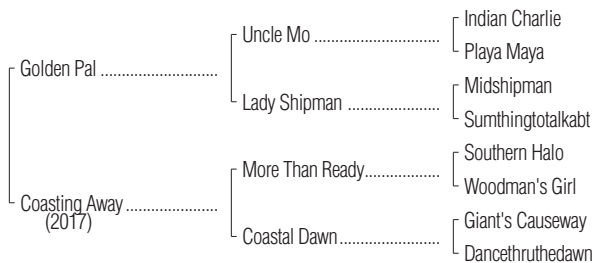 Indian Charlie
Uncle Mo ................................
Playa Maya
Golden Pal ..............................
Midshipman
Lady Shipman .......................
Sumthingtotalkabt
Southern Halo
More Than Ready...................
Woodman's Girl
Coasting Away .......................
(2017)
Giant's Causeway
Coastal Dawn.........................
Dancethruthedawn